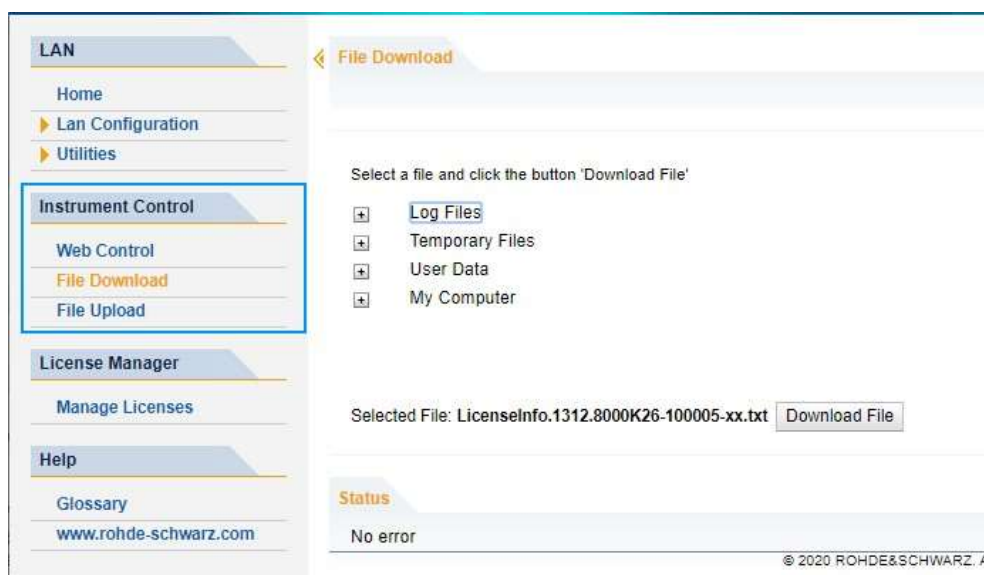 LAN
Home
Lan Configuration
Utilities
Instrument Control
Web Control
File Download
File Upload
License Manager
Manage Licenses
Help
Glossary
www.rohde-schwarz.com
File Download
Select a file and click the button 'Download File'
Log Files
Temporary Files
User Data
My Computer
Selected File: LicenseInfo.1312.8000K26-100005-xx.txt Download File
Status
No error
© 2020 ROHDE&SCHWARZ. A